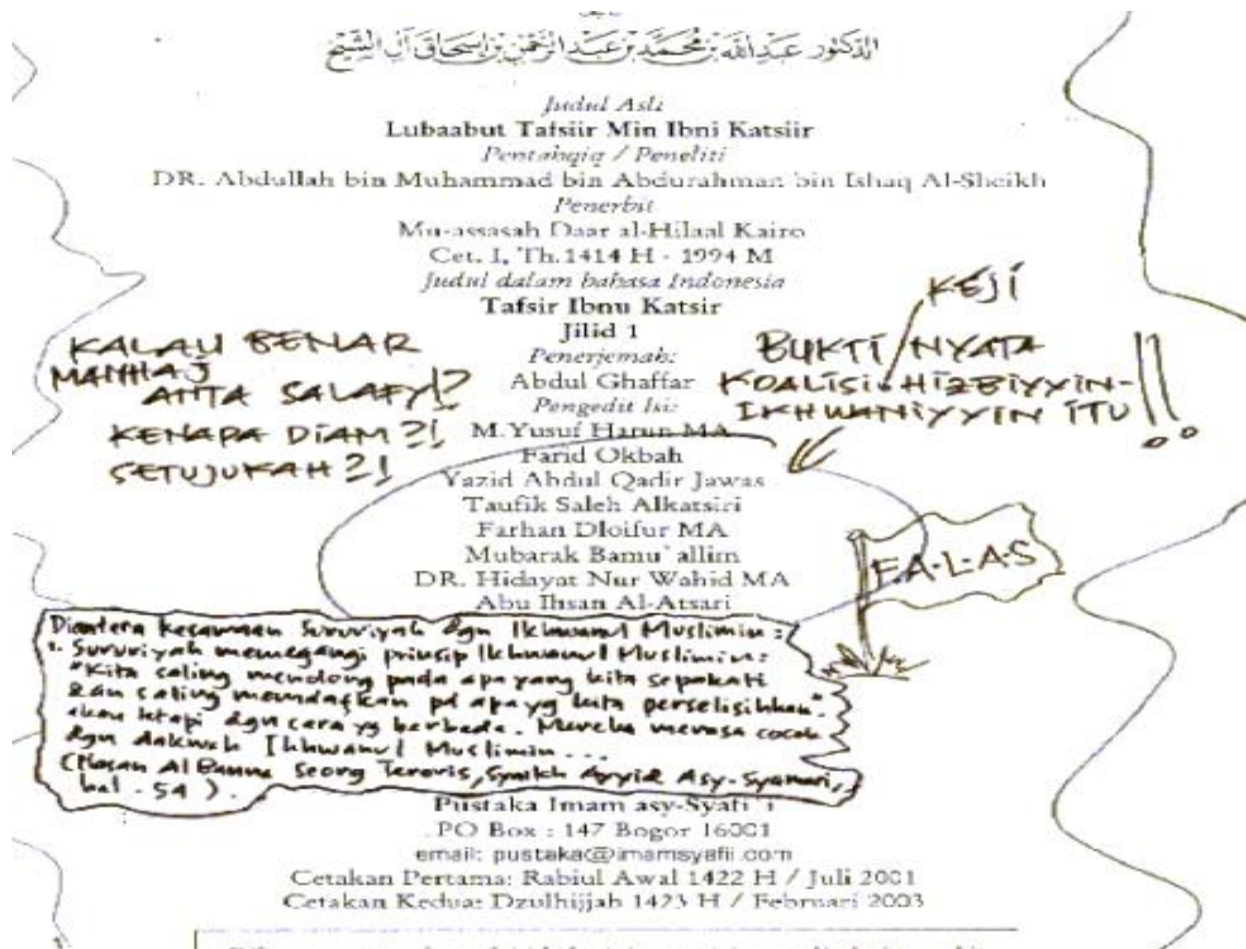 الدكتور عبدالله بن محمد بن عبدالرحمن بن إسحاق آل الشيخ
Judul Asli
Lubaabut Tafsiir Min Ibni Katsiir
Pentahqiq / Peneliti
DR. Abdullah bin Muhammad bin Abdurahman bin Ishaq Al-Sheikh
Penerbit
Mu-assasah Daar al-Hilaal Kairo
Cet. I, Th.1414 H - 1994 M
Judul dalam bahasa Indonesia
Tafsir Ibnu Katsir
Jilid 1
Penerjemah:
Abdul Ghaffar
Pengedit Isi:
M.Yusuf Harun MA
Farid Okbah
Yazid Abdul Qadir Jawas
Taufik Saleh Alkatsiri
Farhan Dloifur MA
Mubarak Bamu`allim
DR. Hidayat Nur Wahid MA
Abu Ihsan Al-Atsari
KALAU BENAR
MANHAJ
ANTA SALAFY!?
KENAPA DIAM?!
SETUJUKAH?!
KEJI
BUKTI NYATA
KOALISI HIZBIYYIN-
IKHWANIYYIN ITU!!
F.A.L.A.S
Diantara kesamaan Sururiyah dgn Ikhwanul Muslimin:
1. Sururiyah memegangi prinsip Ikhwanul Muslimin:
"Kita saling menolong pada apa yang kita sepakati
dan saling memaafkan pd apa yg kita perselisihkan".
akan tetapi dgn cara yg berbeda. Mereka merasa cocok
dgn dakwah Ikhwanul Muslimin...
(Hasan Al Banna Seorg Teroris, Syaikh Ayyid Asy-Syamari,
hal. 54).
Pustaka Imam asy-Syafi`i
PO Box : 147 Bogor 16001
email: pustaka@imamsyafii.com
Cetakan Pertama: Rabiul Awal 1422 H / Juli 2001
Cetakan Kedua: Dzulhijjah 1423 H / Februari 2003